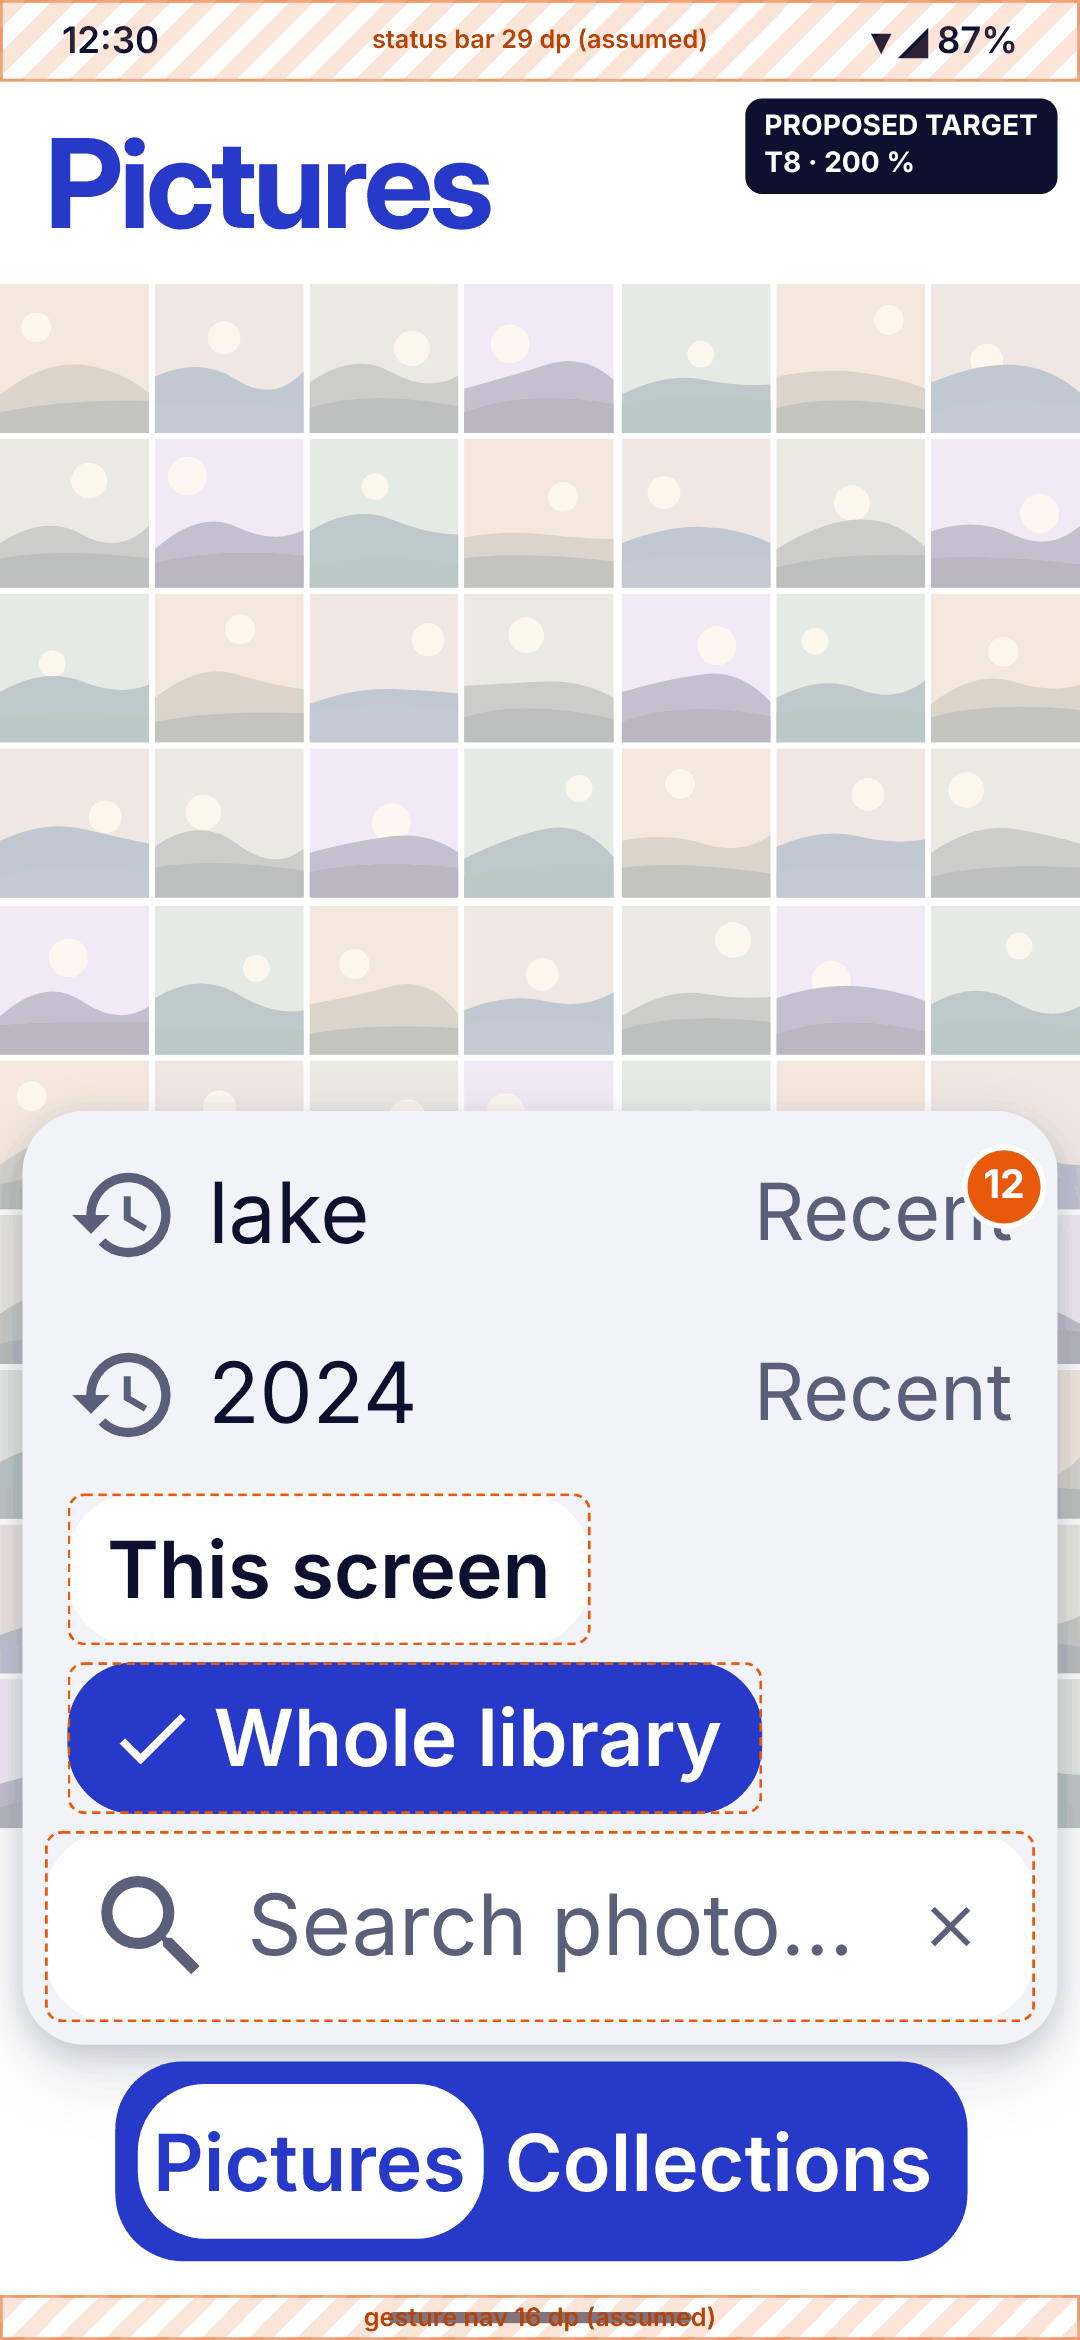 12:30
status bar 29 dp (assumed)
87%
PROPOSED TARGET
T8 · 200 %
Pictures
lake
Recent
12
2024
Recent
This screen
Whole library
Search photo…
Pictures
Collections
gesture nav 16 dp (assumed)